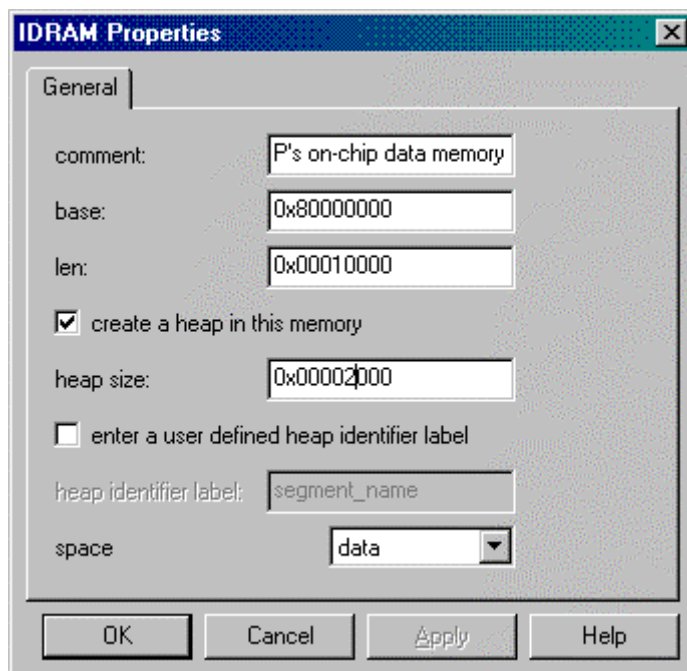 IDRAM Properties
General
comment: P's on-chip data memory
base: 0x80000000
len: 0x00010000
create a heap in this memory
heap size: 0x00002000
enter a user defined heap identifier label
heap identifier label: segment_name
space data
OK Cancel Apply Help